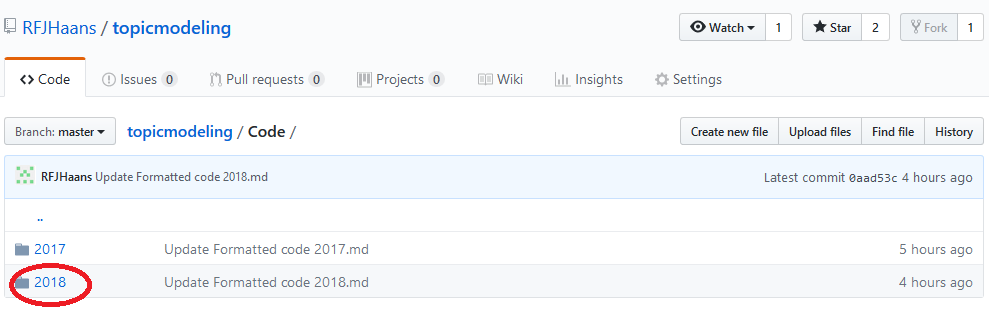 RFJHaans / topicmodeling Watch 1 Star 2 Fork 1
Code Issues 0 Pull requests 0 Projects 0 Wiki Insights Settings
Branch: master topicmodeling / Code / Create new file Upload files Find file History
RFJHaans Update Formatted code 2018.md Latest commit 0aad53c 4 hours ago
..
2017 Update Formatted code 2017.md 5 hours ago
2018 Update Formatted code 2018.md 4 hours ago